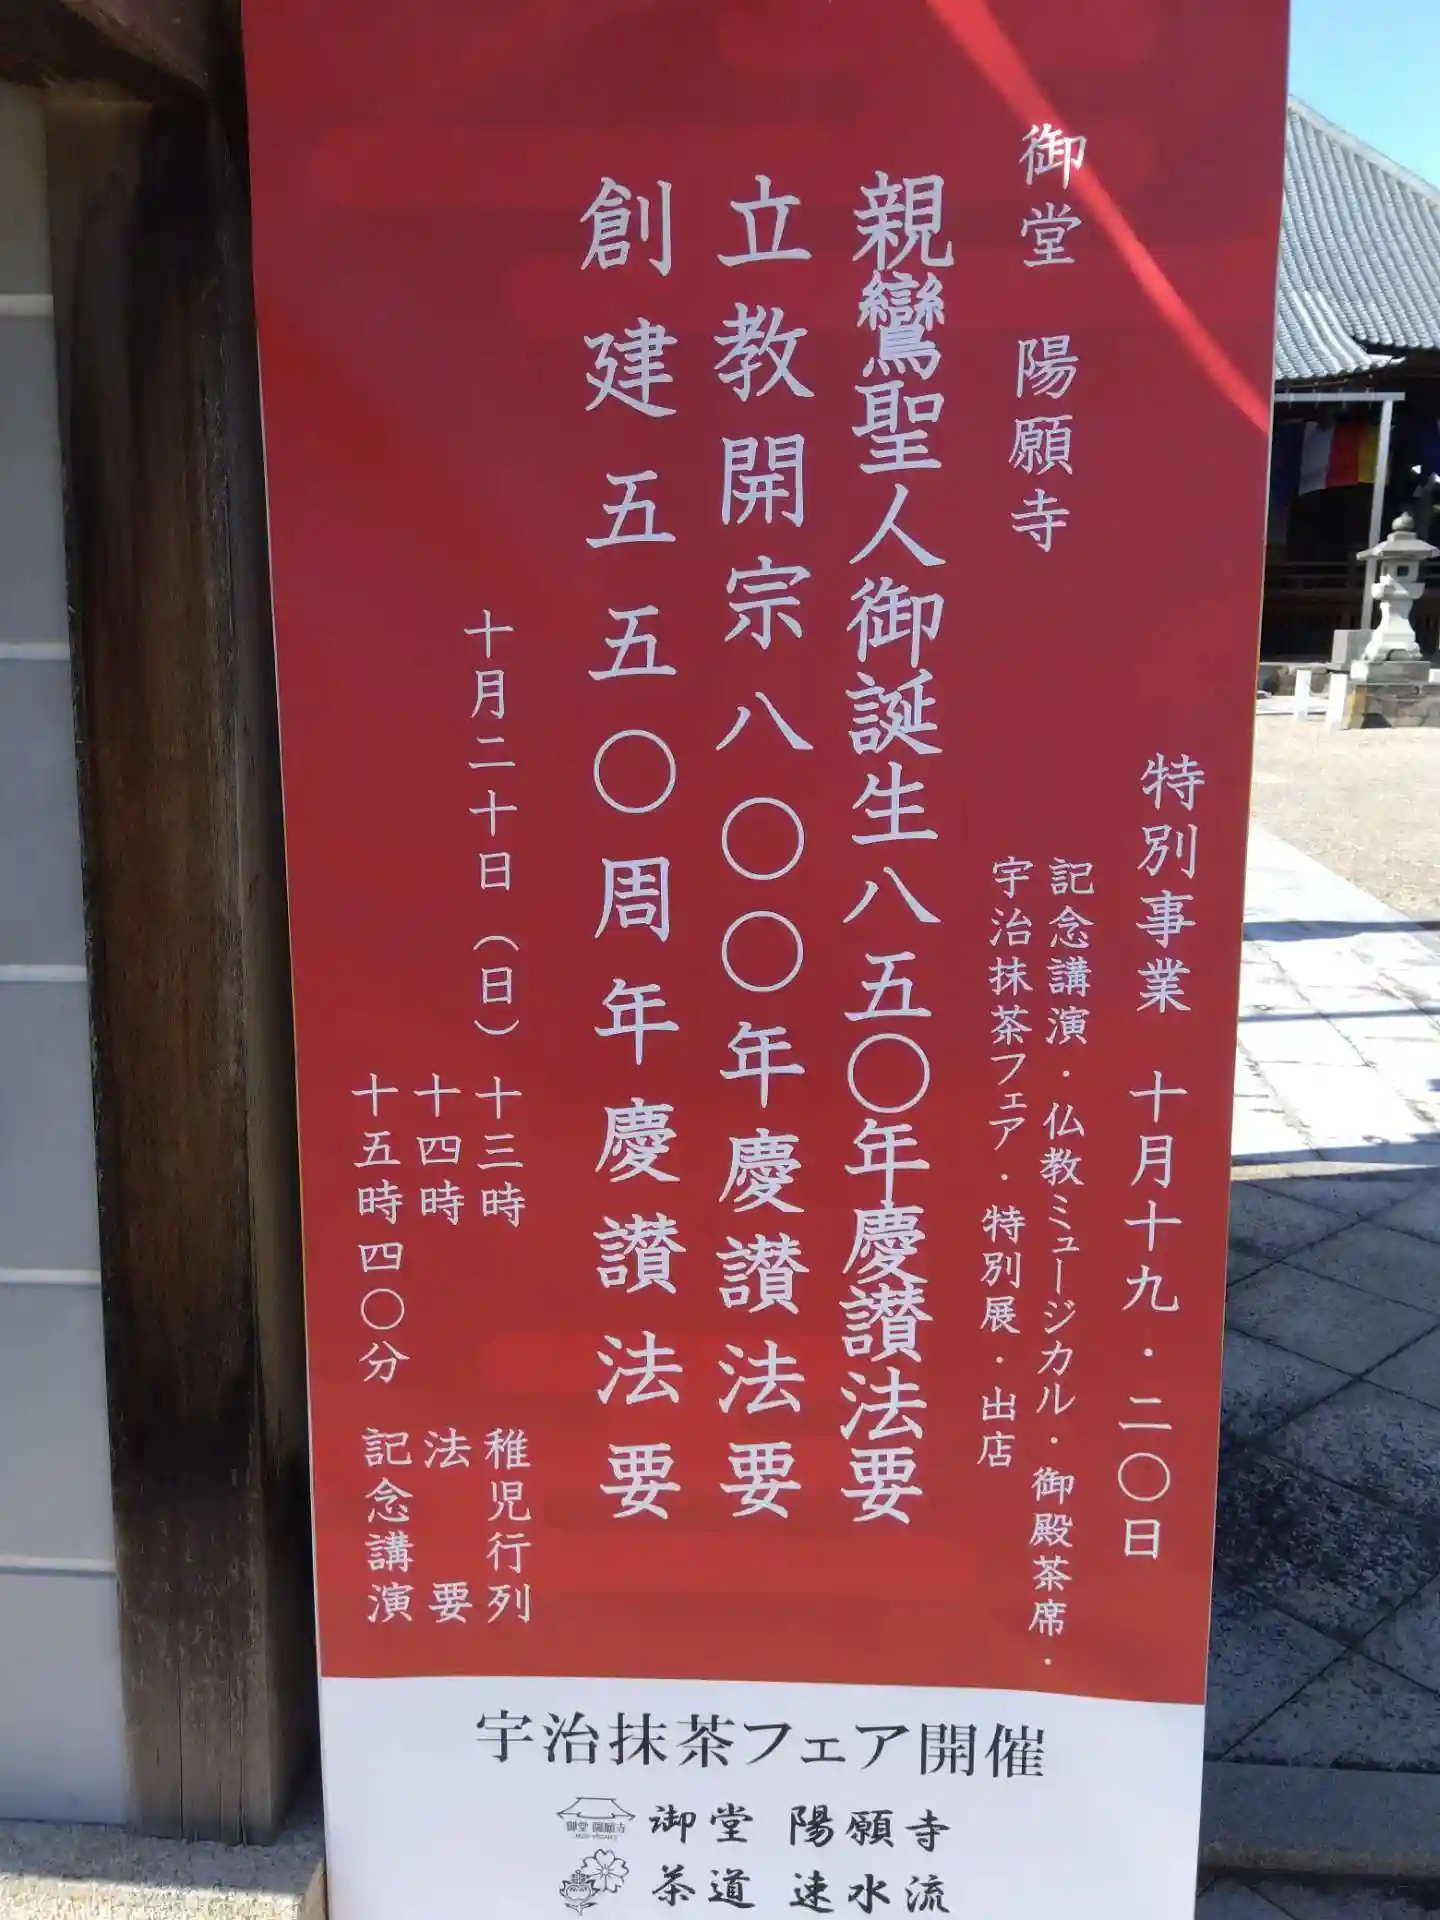 特別事業　十月十九・二〇日
記念講演・仏教ミュージカル・御殿茶席・
宇治抹茶フェア・特別展・出店
御堂　陽願寺
親鸞聖人御誕生八五〇年慶讃法要
立教開宗八〇〇年慶讃法要
創建五五〇周年慶讃法要
十月二十日（日）　十三時　稚児行列
十四時　法要
十五時四〇分　記念講演
宇治抹茶フェア開催
御堂 陽願寺
御堂 陽願寺
茶道 速水流